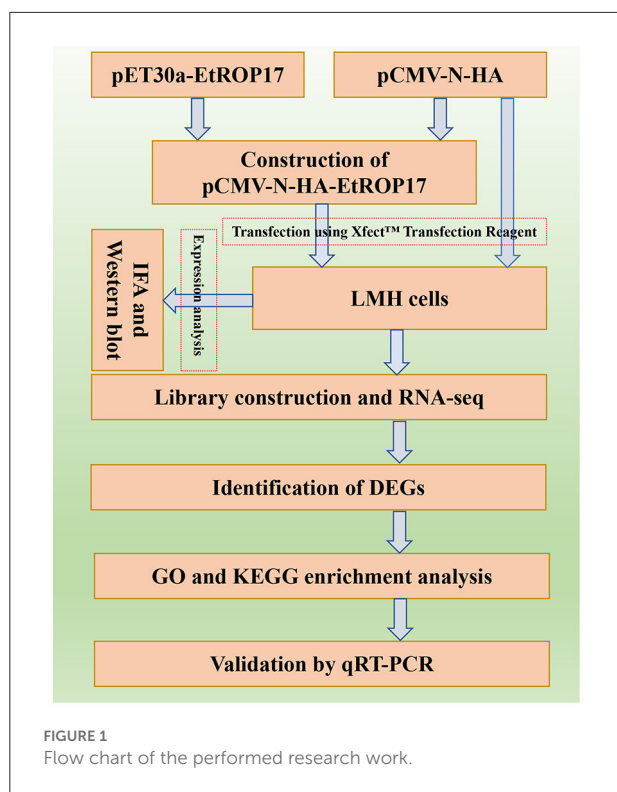 pET30a-EtROP17
pCMV-N-HA
Construction of
pCMV-N-HA-EtROP17
Transfection using Xfect™ Transfection Reagent
IFA and
Western blot
Expression analysis
LMH cells
Library construction and RNA-seq
Identification of DEGs
GO and KEGG enrichment analysis
Validation by qRT-PCR
FIGURE 1
Flow chart of the performed research work.